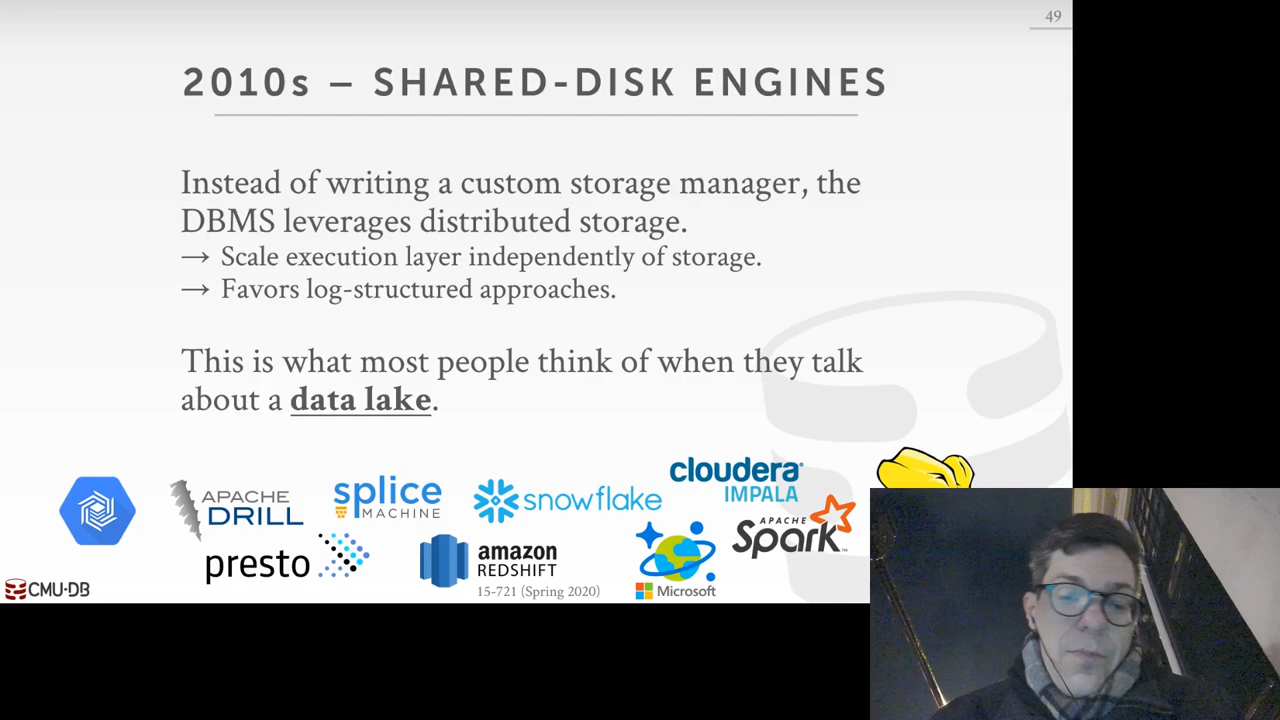 49
2010s – SHARED-DISK ENGINES
Instead of writing a custom storage manager, the
DBMS leverages distributed storage.
→ Scale execution layer independently of storage.
→ Favors log-structured approaches.
This is what most people think of when they talk
about a data lake.
APACHE
DRILL
splice
MACHINE
snowflake
cloudera
IMPALA
APACHE
Spark
presto
amazon
REDSHIFT
Microsoft
CMU·DB
15-721 (Spring 2020)